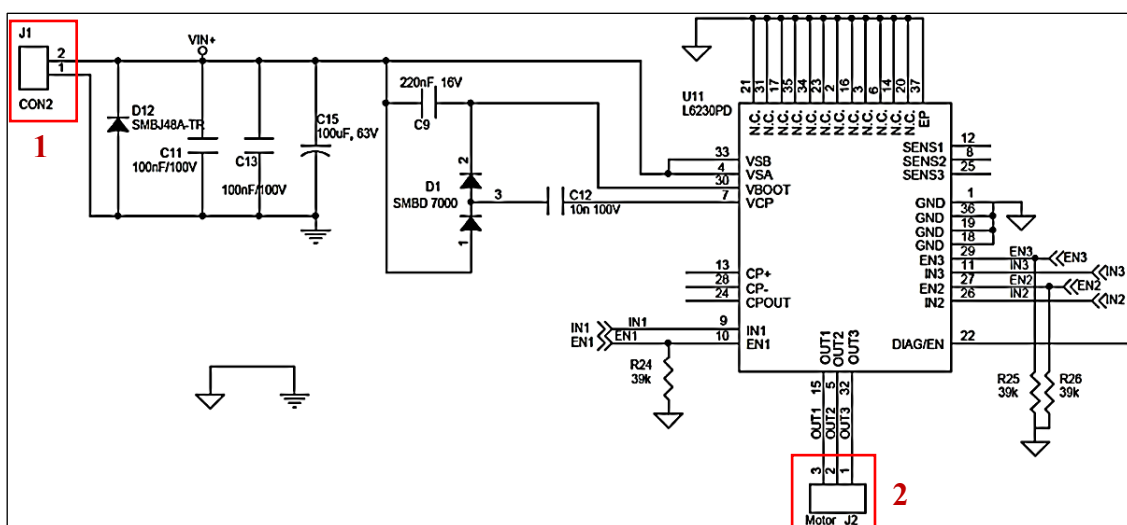 J1
2
1
CON2
1
VIN+
D12
SMBJ48A-TR
C11
100nF/100V
C13
100nF/100V
C15
100uF, 63V
220nF, 16V
C9
2
D1
SMBD 7000
3
1
C12
10n 100V
U11
L6230PD
21
31
17
35
34
23
2
16
3
6
14
20
37
N.C.
N.C.
N.C.
N.C.
N.C.
N.C.
N.C.
N.C.
N.C.
N.C.
N.C.
N.C.
EP
33 VSB
4 VSA
30 VBOOT
7 VCP
13 CP+
28 CP-
24 CPOUT
IN1 IN1 9 IN1
EN1 EN1 10 EN1
R24
39k
SENS1 12
SENS2 8
SENS3 25
GND 1
GND 36
GND 19
GND 18
EN3 29 EN3 EN3
IN3 11 IN3 IN3
EN2 27 EN2 EN2
IN2 26 IN2 IN2
DIAG/EN 22
R25
39k
R26
39k
OUT1
OUT2
OUT3
15
5
32
OUT1
OUT2
OUT3
3
2
1
Motor J2
2